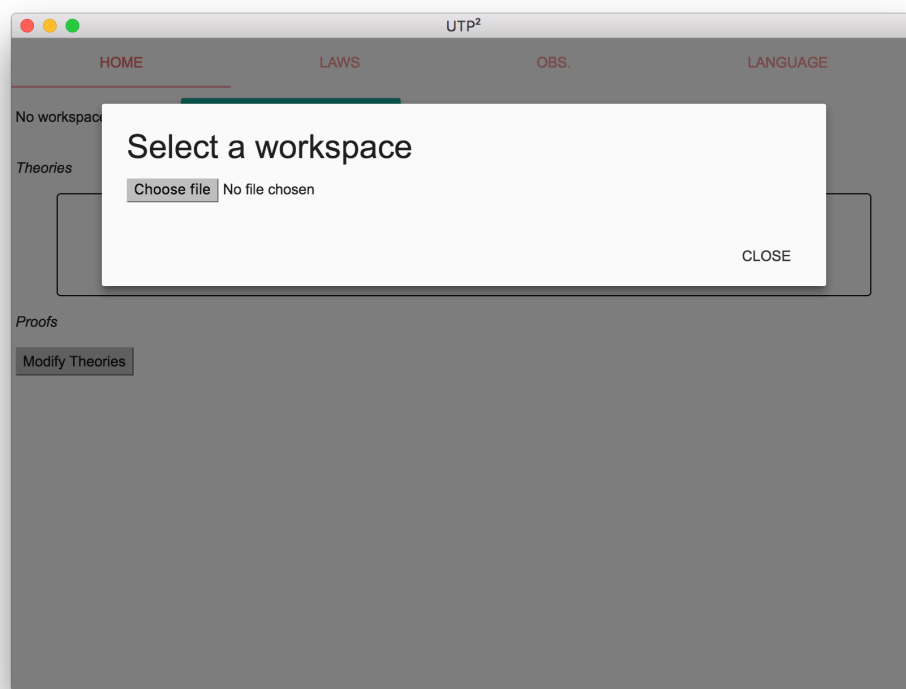 UTP²
HOME LAWS OBS. LANGUAGE
No workspace
Select a workspace
Theories
Choose file No file chosen
CLOSE
Proofs
Modify Theories